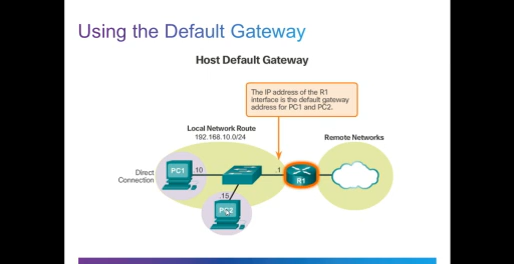 Using the Default Gateway
Host Default Gateway
The IP address of the R1
interface is the default gateway
address for PC1 and PC2.
Local Network Route
192.168.10.0/24
Remote Networks
Direct
Connection
PC1
.10
.1
R1
.15
PC2